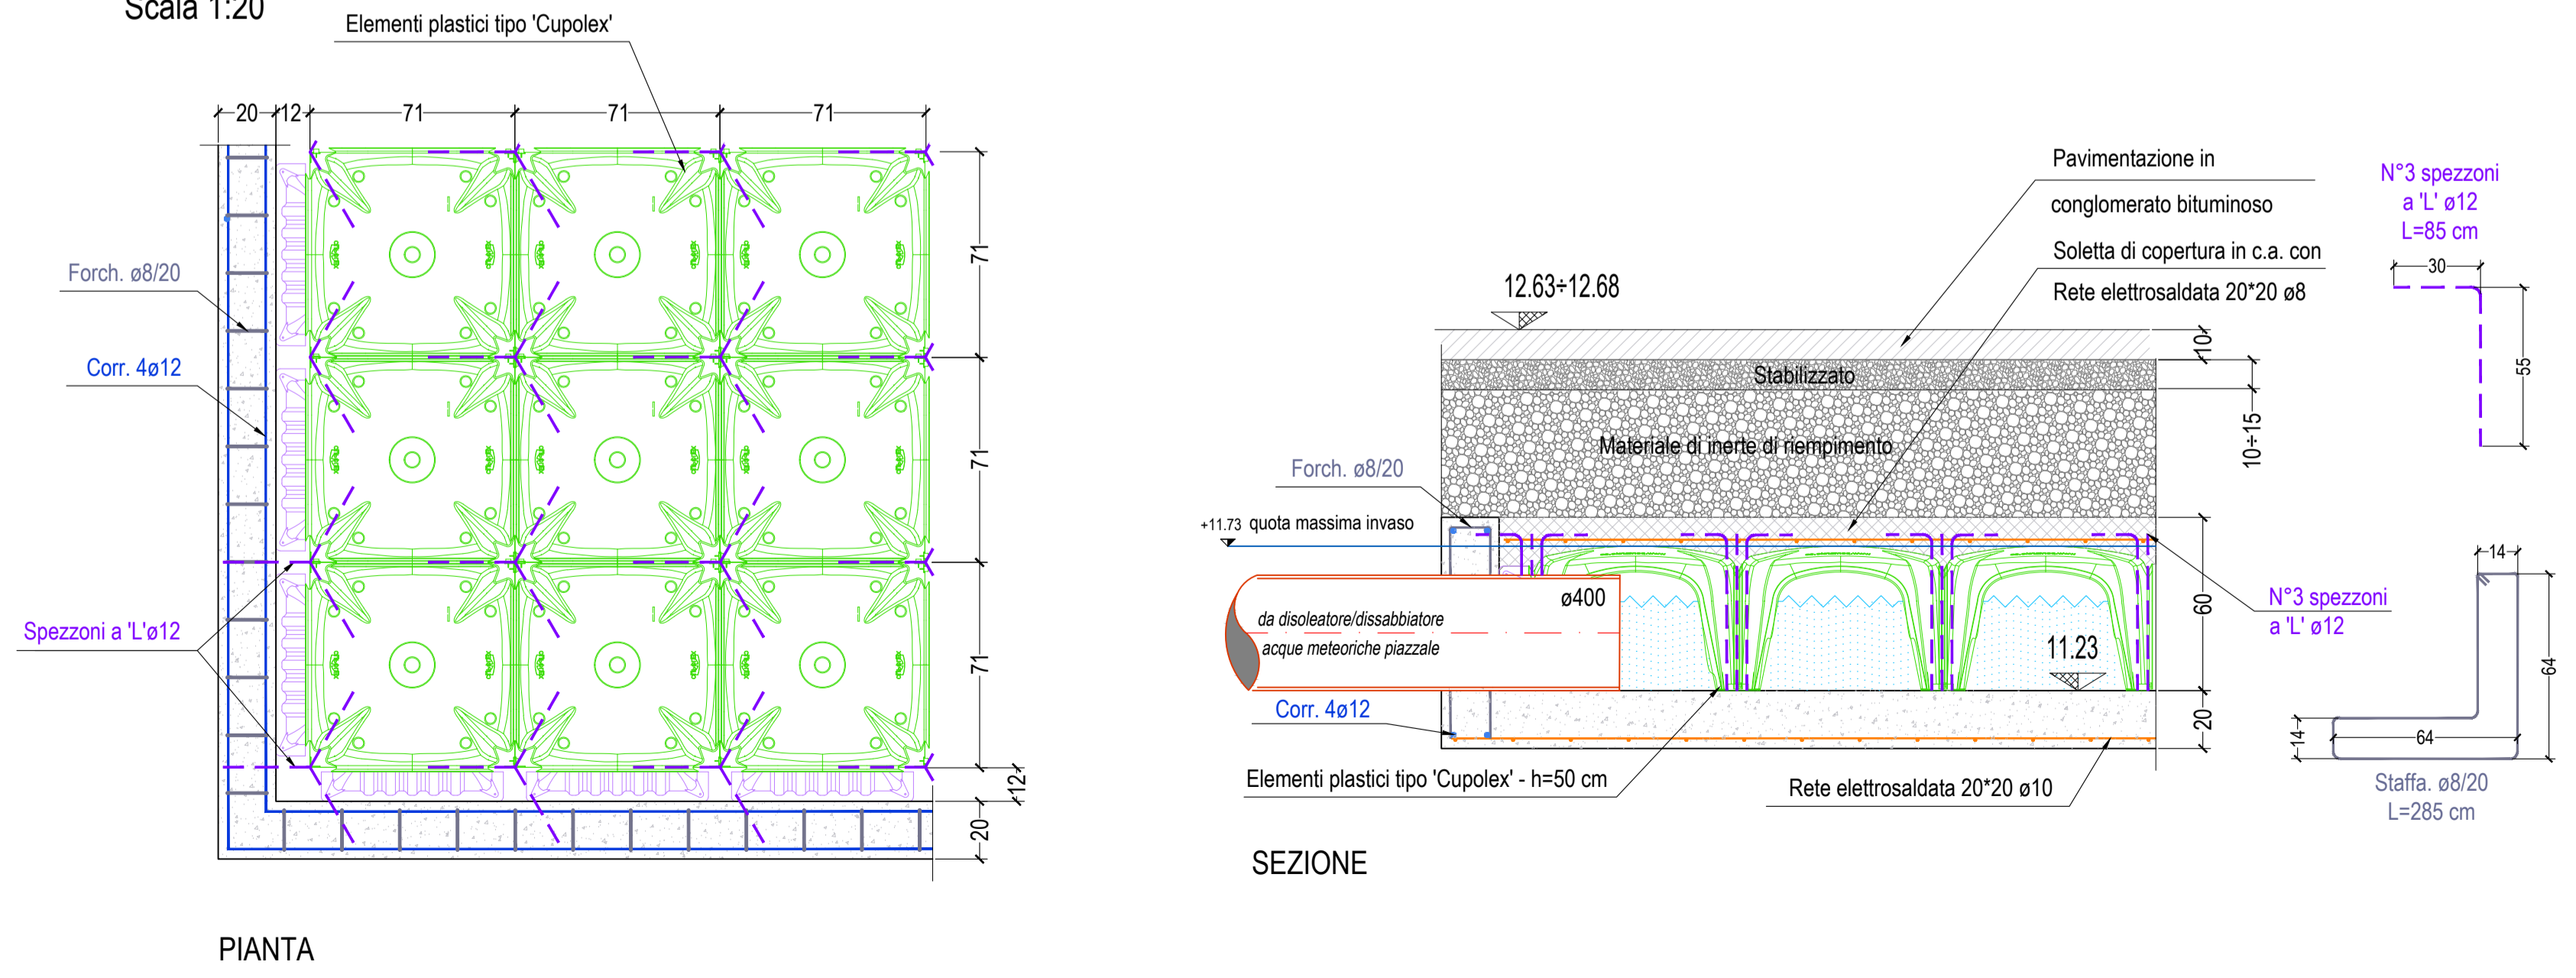 Scala 1:20
Elementi plastici tipo 'Cupolex'
20
12
71
71
71
71
71
71
12
20
Forch. ø8/20
Corr. 4ø12
Spezzoni a 'L'ø12
PIANTA
Pavimentazione in
conglomerato bituminoso
Soletta di copertura in c.a. con
Rete elettrosaldata 20*20 ø8
12.63÷12.68
10
Stabilizzato
10÷15
Materiale di inerte di riempimento
Forch. ø8/20
+11.73 quota massima invaso
ø400
da disoleatore/dissabbiatore
acque meteoriche piazzale
11.23
60
20
Corr. 4ø12
Elementi plastici tipo 'Cupolex' - h=50 cm
Rete elettrosaldata 20*20 ø10
SEZIONE
N°3 spezzoni
a 'L' ø12
L=85 cm
30
55
N°3 spezzoni
a 'L' ø12
14
64
14
64
Staffa. ø8/20
L=285 cm